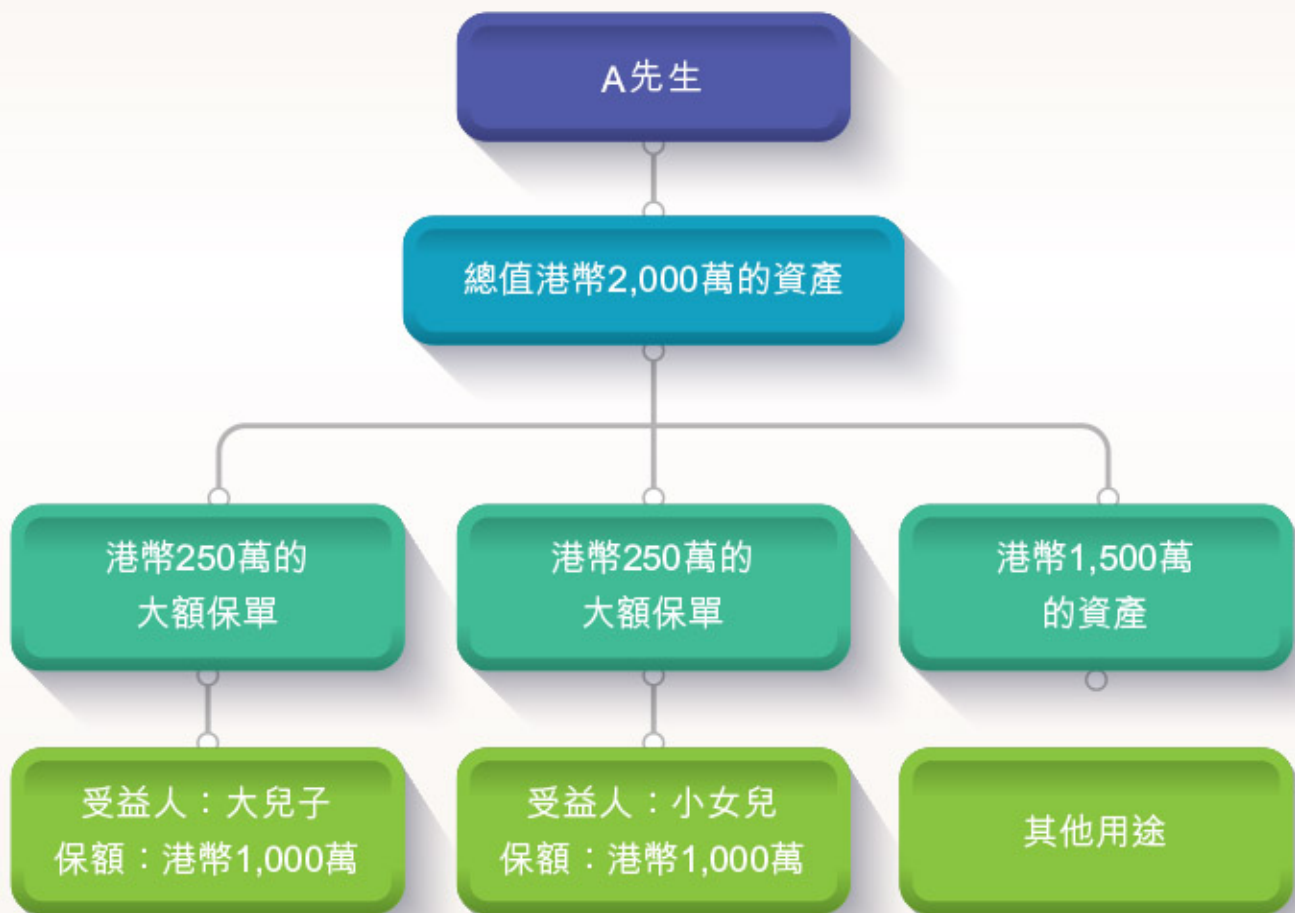 A先生
總值港幣2,000萬的資產
港幣250萬的
大額保單
港幣250萬的
大額保單
港幣1,500萬
的資產
受益人：大兒子
保額：港幣1,000萬
受益人：小女兒
保額：港幣1,000萬
其他用途